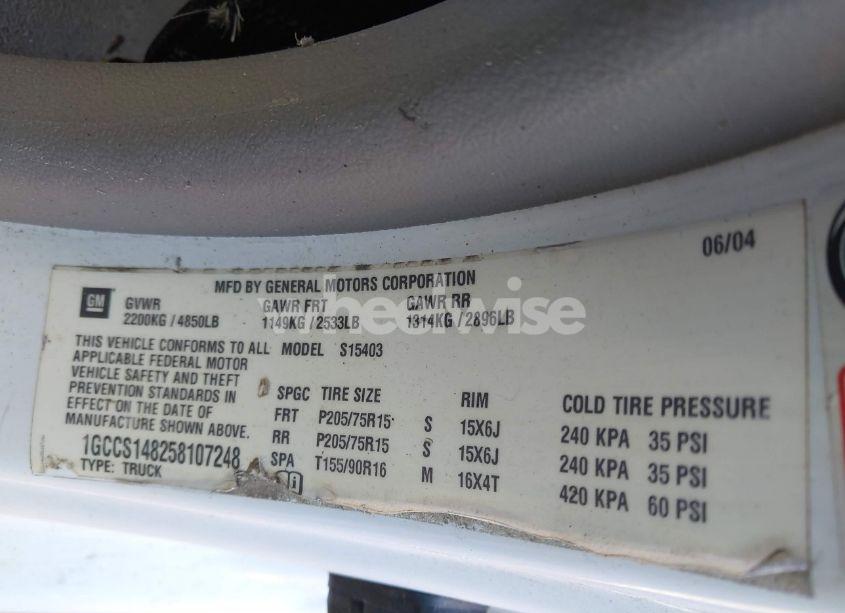 06/04
MFD BY GENERAL MOTORS CORPORATION
GM
GVWR GAWR FRT GAWR RR
2200KG / 4850LB 1149KG / 2533LB 1314KG / 2896LB
wheelwise
THIS VEHICLE CONFORMS TO ALL MODEL S15403
APPLICABLE FEDERAL MOTOR
VEHICLE SAFETY AND THEFT
PREVENTION STANDARDS IN
EFFECT ON THE DATE OF
MANUFACTURE SHOWN ABOVE.
1GCCS148258107248
TYPE: TRUCK
SPGC TIRE SIZE RIM COLD TIRE PRESSURE
FRT P205/75R15 S 15X6J 240 KPA 35 PSI
RR P205/75R15 S 15X6J 240 KPA 35 PSI
SPA T155/90R16 M 16X4T 420 KPA 60 PSI